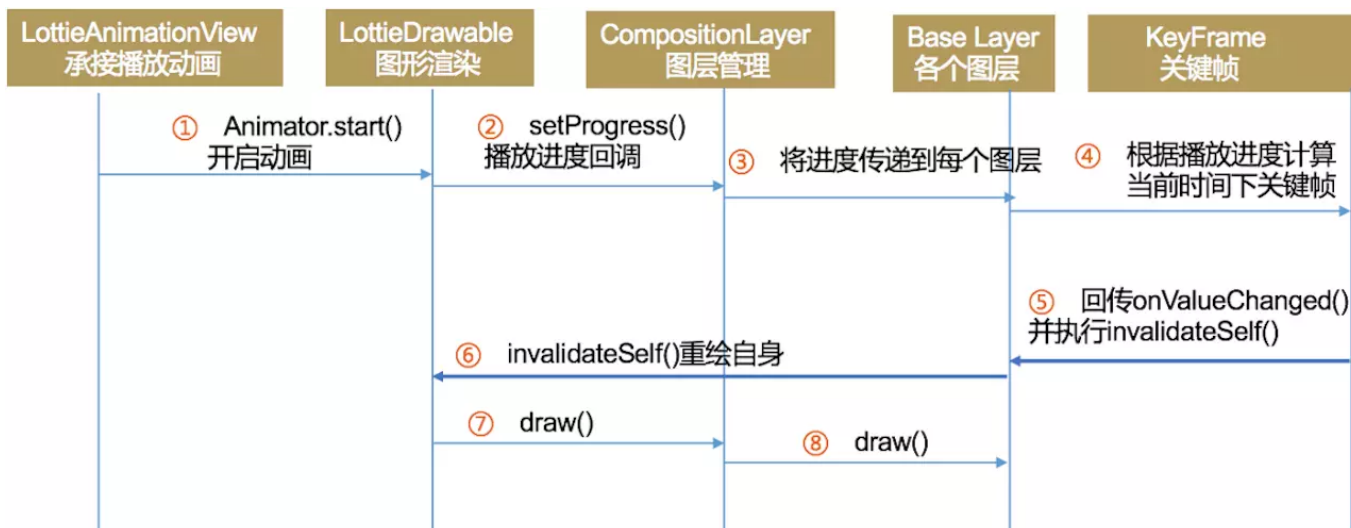 LottieAnimationView
承接播放动画
LottieDrawable
图形渲染
CompositionLayer
图层管理
Base Layer
各个图层
KeyFrame
关键帧
① Animator.start()
开启动画
② setProgress()
播放进度回调
③ 将进度传递到每个图层
④ 根据播放进度计算
当前时间下关键帧
⑤ 回传onValueChanged()
并执行invalidateSelf()
⑥ invalidateSelf()重绘自身
⑦ draw()
⑧ draw()